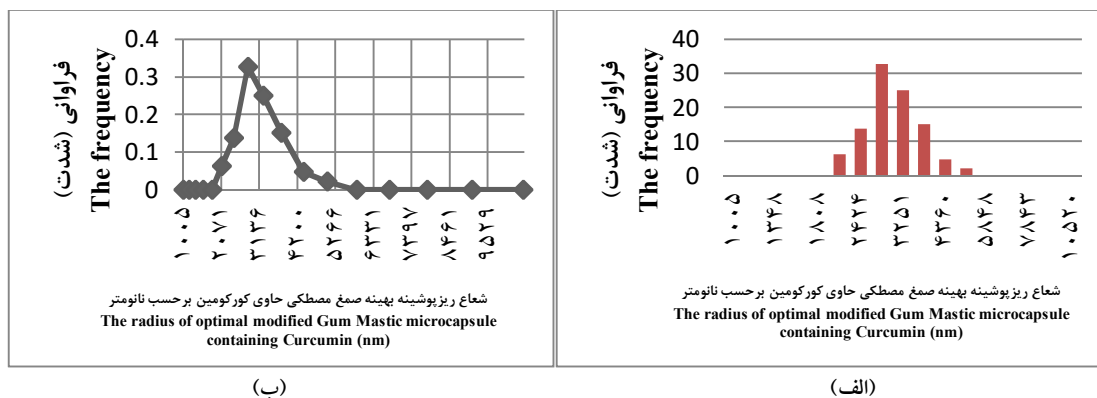 فراوانی (شدت)
The frequency
40
30
20
10
0
۱۰۰۵
۱۳۴۸
۱۸۰۸
۲۴۲۴
۳۲۵۱
۴۳۶۰
۵۸۴۸
۷۸۴۳
۱۰۵۲۰
شعاع ریزپوشینه بهینه صمغ مصطکی حاوی کورکومین برحسب نانومتر
The radius of optimal modified Gum Mastic microcapsule
containing Curcumin (nm)
(الف)
فراوانی (شدت)
The frequency
0.4
0.3
0.2
0.1
0
۱۰۰۵
۲۰۷۱
۳۱۳۶
۴۲۰۰
۵۲۶۶
۶۳۳۱
۷۳۹۷
۸۴۶۱
۹۵۲۹
شعاع ریزپوشینه بهینه صمغ مصطکی حاوی کورکومین برحسب نانومتر
The radius of optimal modified Gum Mastic microcapsule
containing Curcumin (nm)
(ب)